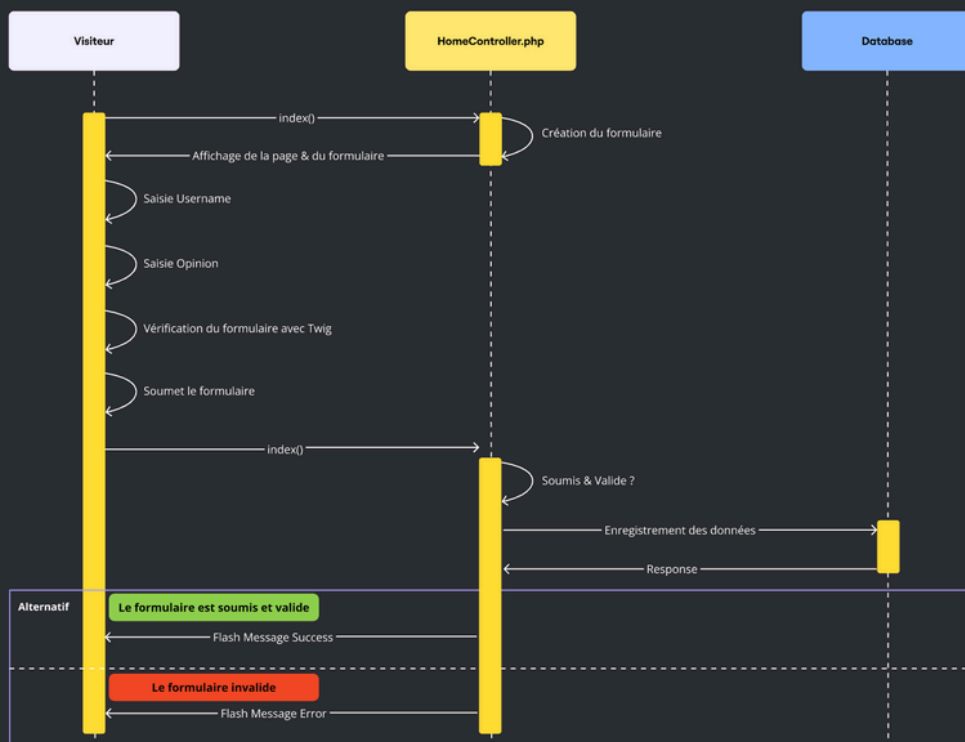 Visiteur
HomeController.php
Database
index()
Création du formulaire
Affichage de la page & du formulaire
Saisie Username
Saisie Opinion
Vérification du formulaire avec Twig
Soumet le formulaire
index()
Soumis & Valide ?
Enregistrement des données
Response
Alternatif
Le formulaire est soumis et valide
Flash Message Success
Le formulaire invalide
Flash Message Error